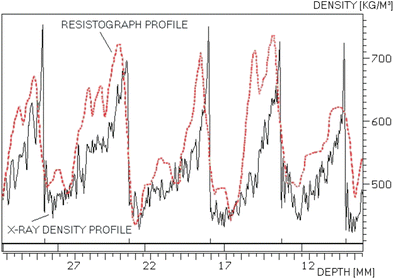 DENSITY [KG/M³]
RESISTOGRAPH PROFILE
700
600
500
X-RAY DENSITY PROFILE
27 22 17 12
DEPTH [MM]